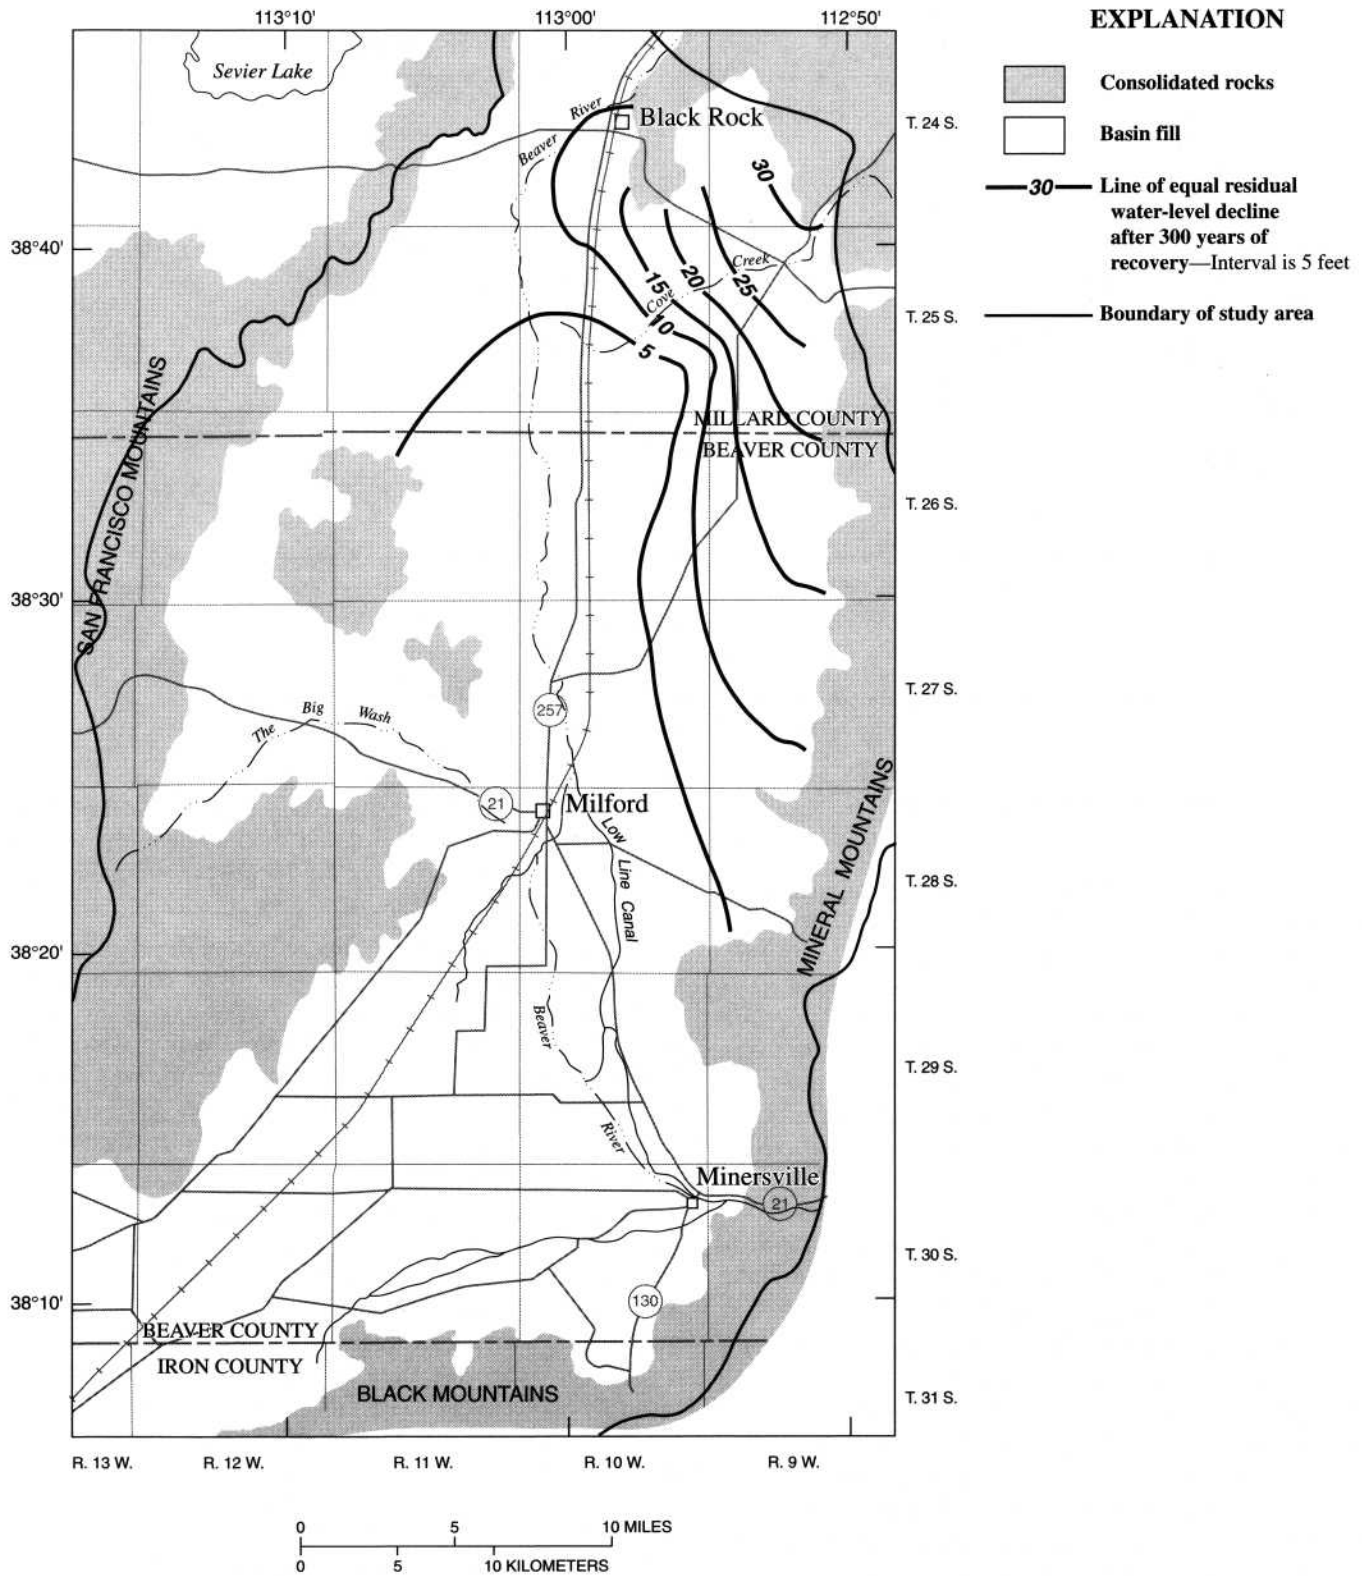 113°10'
113°00'
112°50'
EXPLANATION
Sevier Lake
Consolidated rocks
River
Black Rock
T. 24 S.
Basin fill
Beaver
30
30
Line of equal residual
water-level decline
after 300 years of
recovery—Interval is 5 feet
38°40'
Creek
15
20
25
Cove
10
T. 25 S.
Boundary of study area
5
SAN FRANCISCO MOUNTAINS
MILLARD COUNTY
BEAVER COUNTY
T. 26 S.
38°30'
T. 27 S.
The Big Wash
257
21
Milford
Low Line Canal
MINERAL MOUNTAINS
T. 28 S.
38°20'
Beaver
T. 29 S.
River
Minersville
21
T. 30 S.
38°10'
130
BEAVER COUNTY
IRON COUNTY
BLACK MOUNTAINS
T. 31 S.
R. 13 W.
R. 12 W.
R. 11 W.
R. 10 W.
R. 9 W.
0 5 10 MILES
0 5 10 KILOMETERS